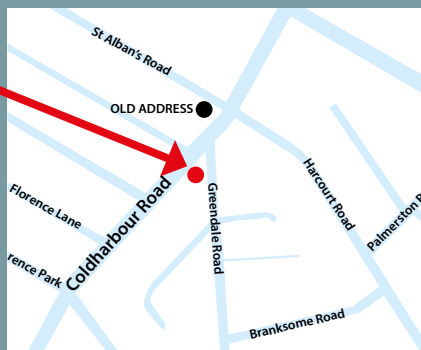 St Alban's Road
OLD ADDRESS
Harcourt Road
Florence Lane
Coldharbour Road
Greendale Road
Palmerston R
rence Park
Branksome Road